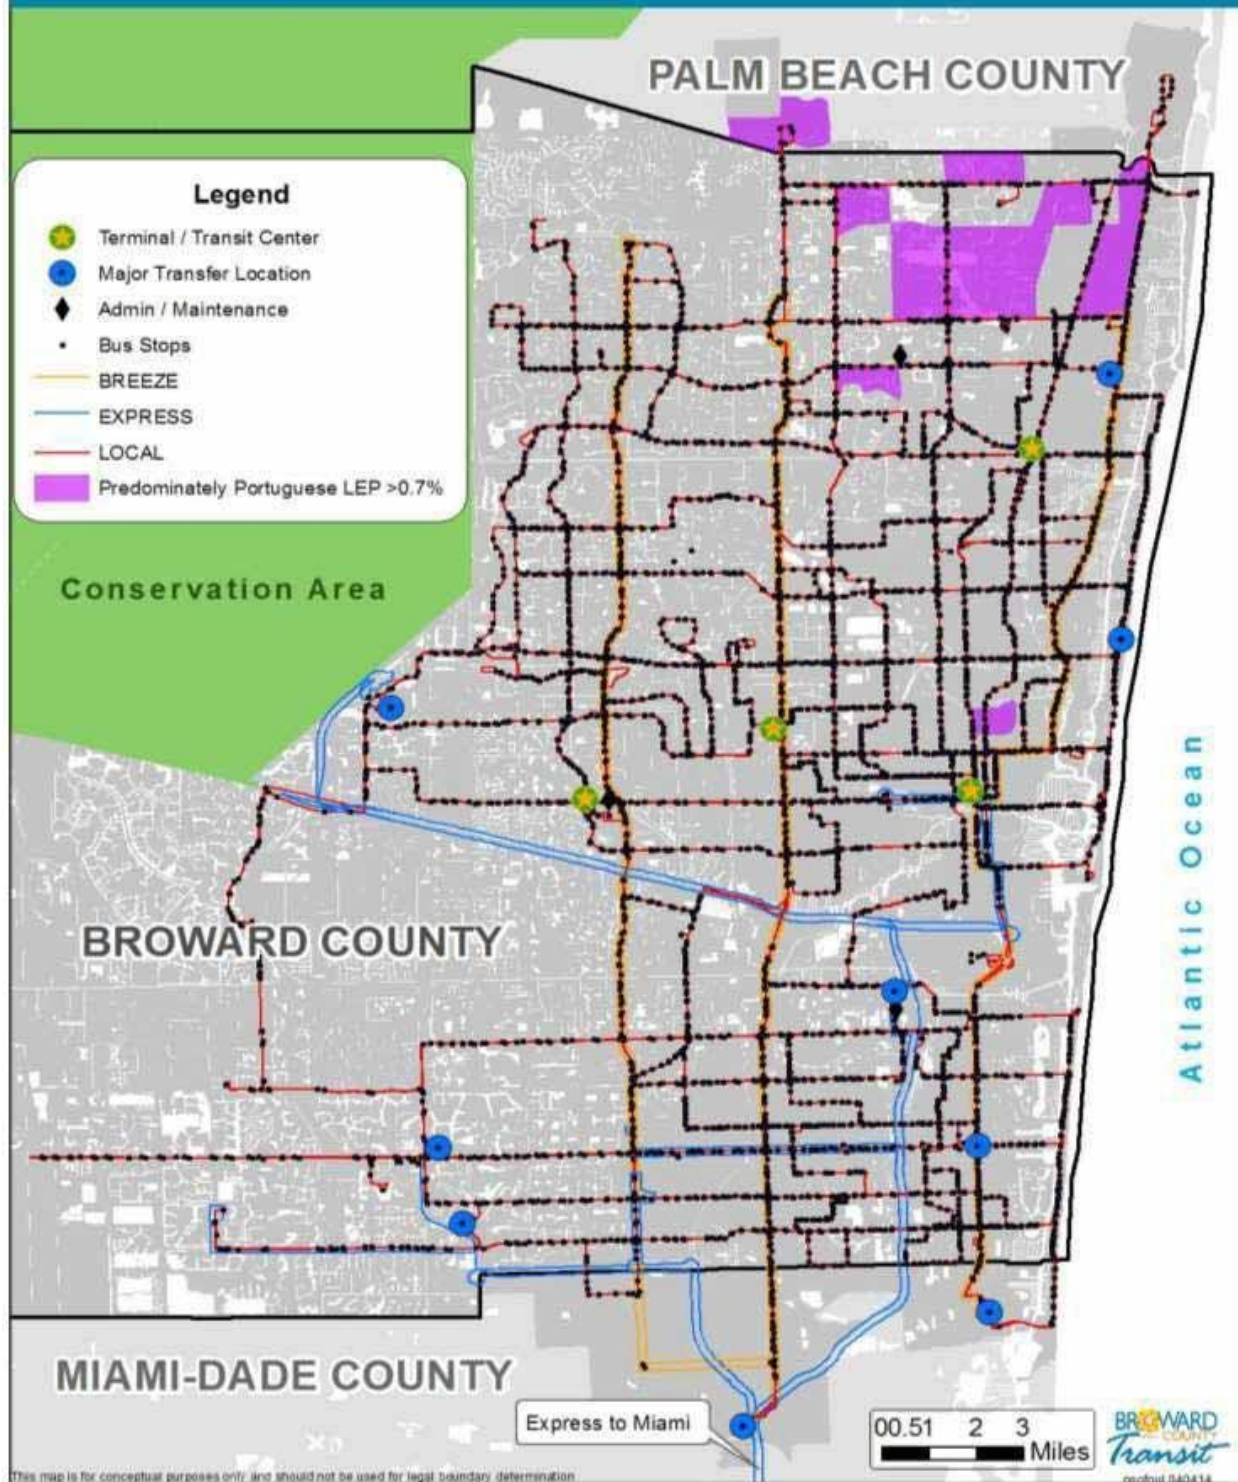 PALM BEACH COUNTY
Legend
Terminal / Transit Center
Major Transfer Location
Admin / Maintenance
Bus Stops
BREEZE
EXPRESS
LOCAL
Predominately Portuguese LEP >0.7%
Conservation Area
Atlantic Ocean
BROWARD COUNTY
MIAMI-DADE COUNTY
Express to Miami
00.51 2 3
Miles
BROWARD
COUNTY
Transit
This map is for conceptual purposes only and should not be used for legal boundary determination